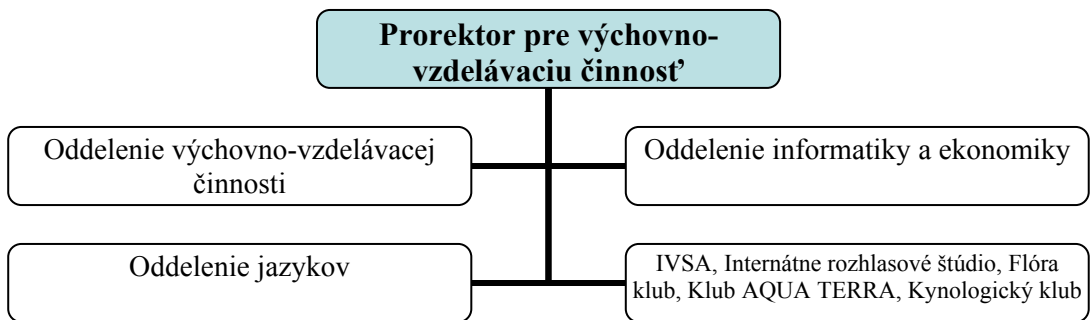 Prorektor pre výchovno-
vzdelávaciu činnosť
Oddelenie výchovno-vzdelávacej
činnosti
Oddelenie informatiky a ekonomiky
Oddelenie jazykov
IVSA, Internátne rozhlasové štúdio, Flóra
klub, Klub AQUA TERRA, Kynologický klub